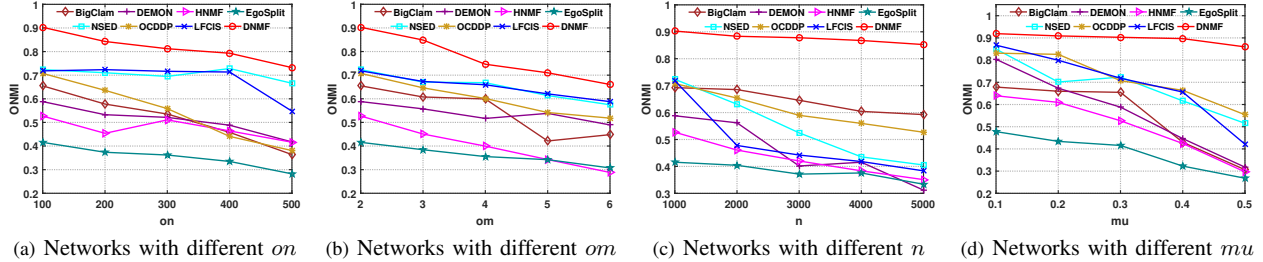 BigClam DEMON HNMF EgoSplit
NSED OCDDP LFCIS DNMF
1
0.9
0.8
0.7
0.6
0.5
0.4
0.3
0.2
ONMI
100 200 300 400 500
on
(a) Networks with different on
BigClam DEMON HNMF EgoSplit
NSED OCDDP LFCIS DNMF
1
0.9
0.8
0.7
0.6
0.5
0.4
0.3
0.2
ONMI
2 3 4 5 6
om
(b) Networks with different om
BigClam DEMON HNMF EgoSplit
NSED OCDDP LFCIS DNMF
1
0.9
0.8
0.7
0.6
0.5
0.4
0.3
ONMI
1000 2000 3000 4000 5000
n
(c) Networks with different n
BigClam DEMON HNMF EgoSplit
NSED OCDDP LFCIS DNMF
1
0.9
0.8
0.7
0.6
0.5
0.4
0.3
0.2
ONMI
0.1 0.2 0.3 0.4 0.5
mu
(d) Networks with different mu